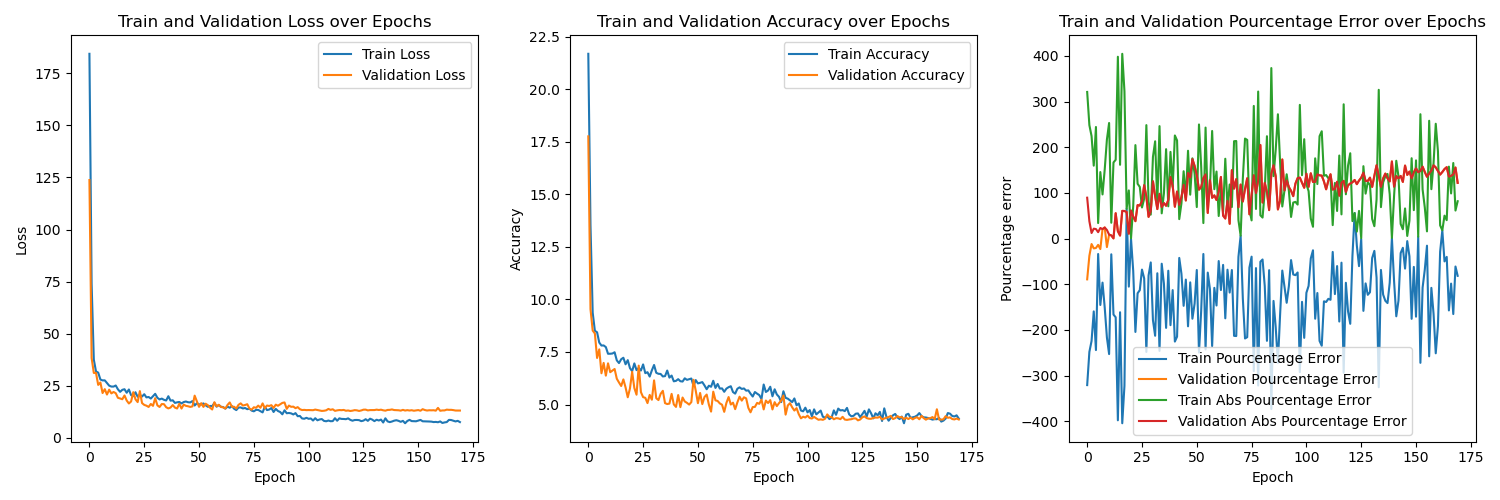 Train and Validation Loss over Epochs
Train Loss
Validation Loss
175
150
125
100
75
50
25
0
Loss
0 25 50 75 100 125 150 175
Epoch
Train and Validation Accuracy over Epochs
Train Accuracy
Validation Accuracy
22.5
20.0
17.5
15.0
12.5
10.0
7.5
5.0
Accuracy
0 25 50 75 100 125 150 175
Epoch
Train and Validation Pourcentage Error over Epochs
400
300
200
100
0
−100
−200
−300
−400
Pourcentage error
Train Pourcentage Error
Validation Pourcentage Error
Train Abs Pourcentage Error
Validation Abs Pourcentage Error
0 25 50 75 100 125 150 175
Epoch